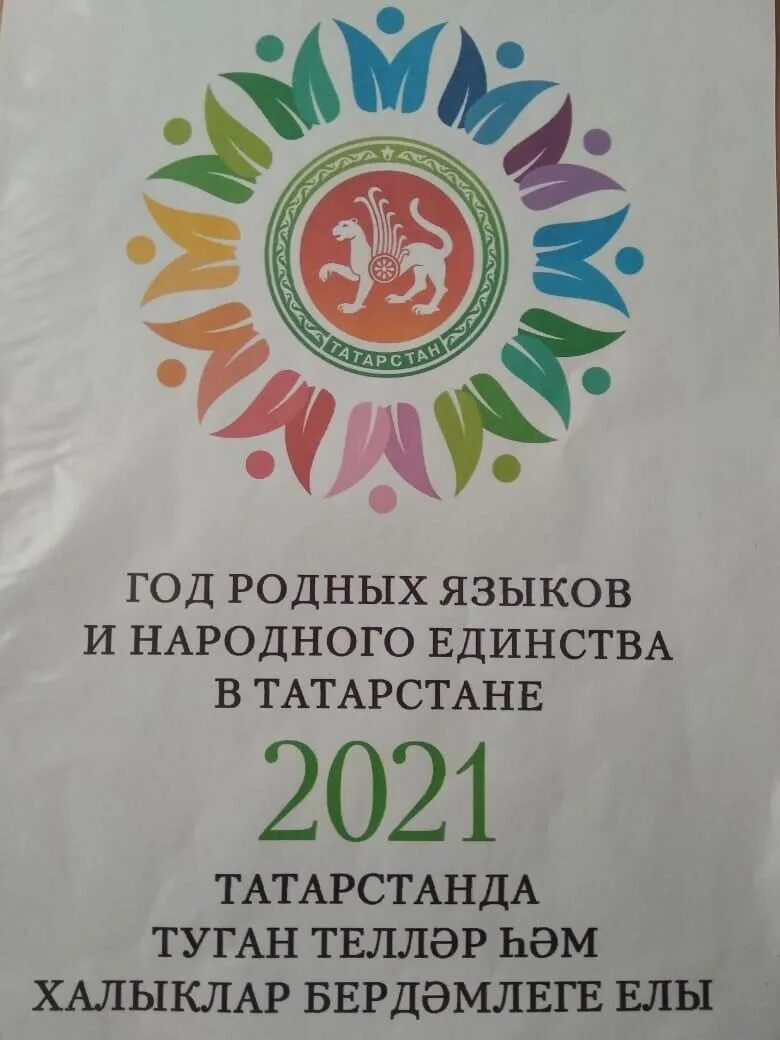 ТАТАРСТАН
ГОД РОДНЫХ ЯЗЫКОВ
И НАРОДНОГО ЕДИНСТВА
В ТАТАРСТАНЕ
2021
ТАТАРСТАНДА
ТУГАН ТЕЛЛӘР ҺӘМ
ХАЛЫКЛАР БЕРДӘМЛЕГЕ ЕЛЫ